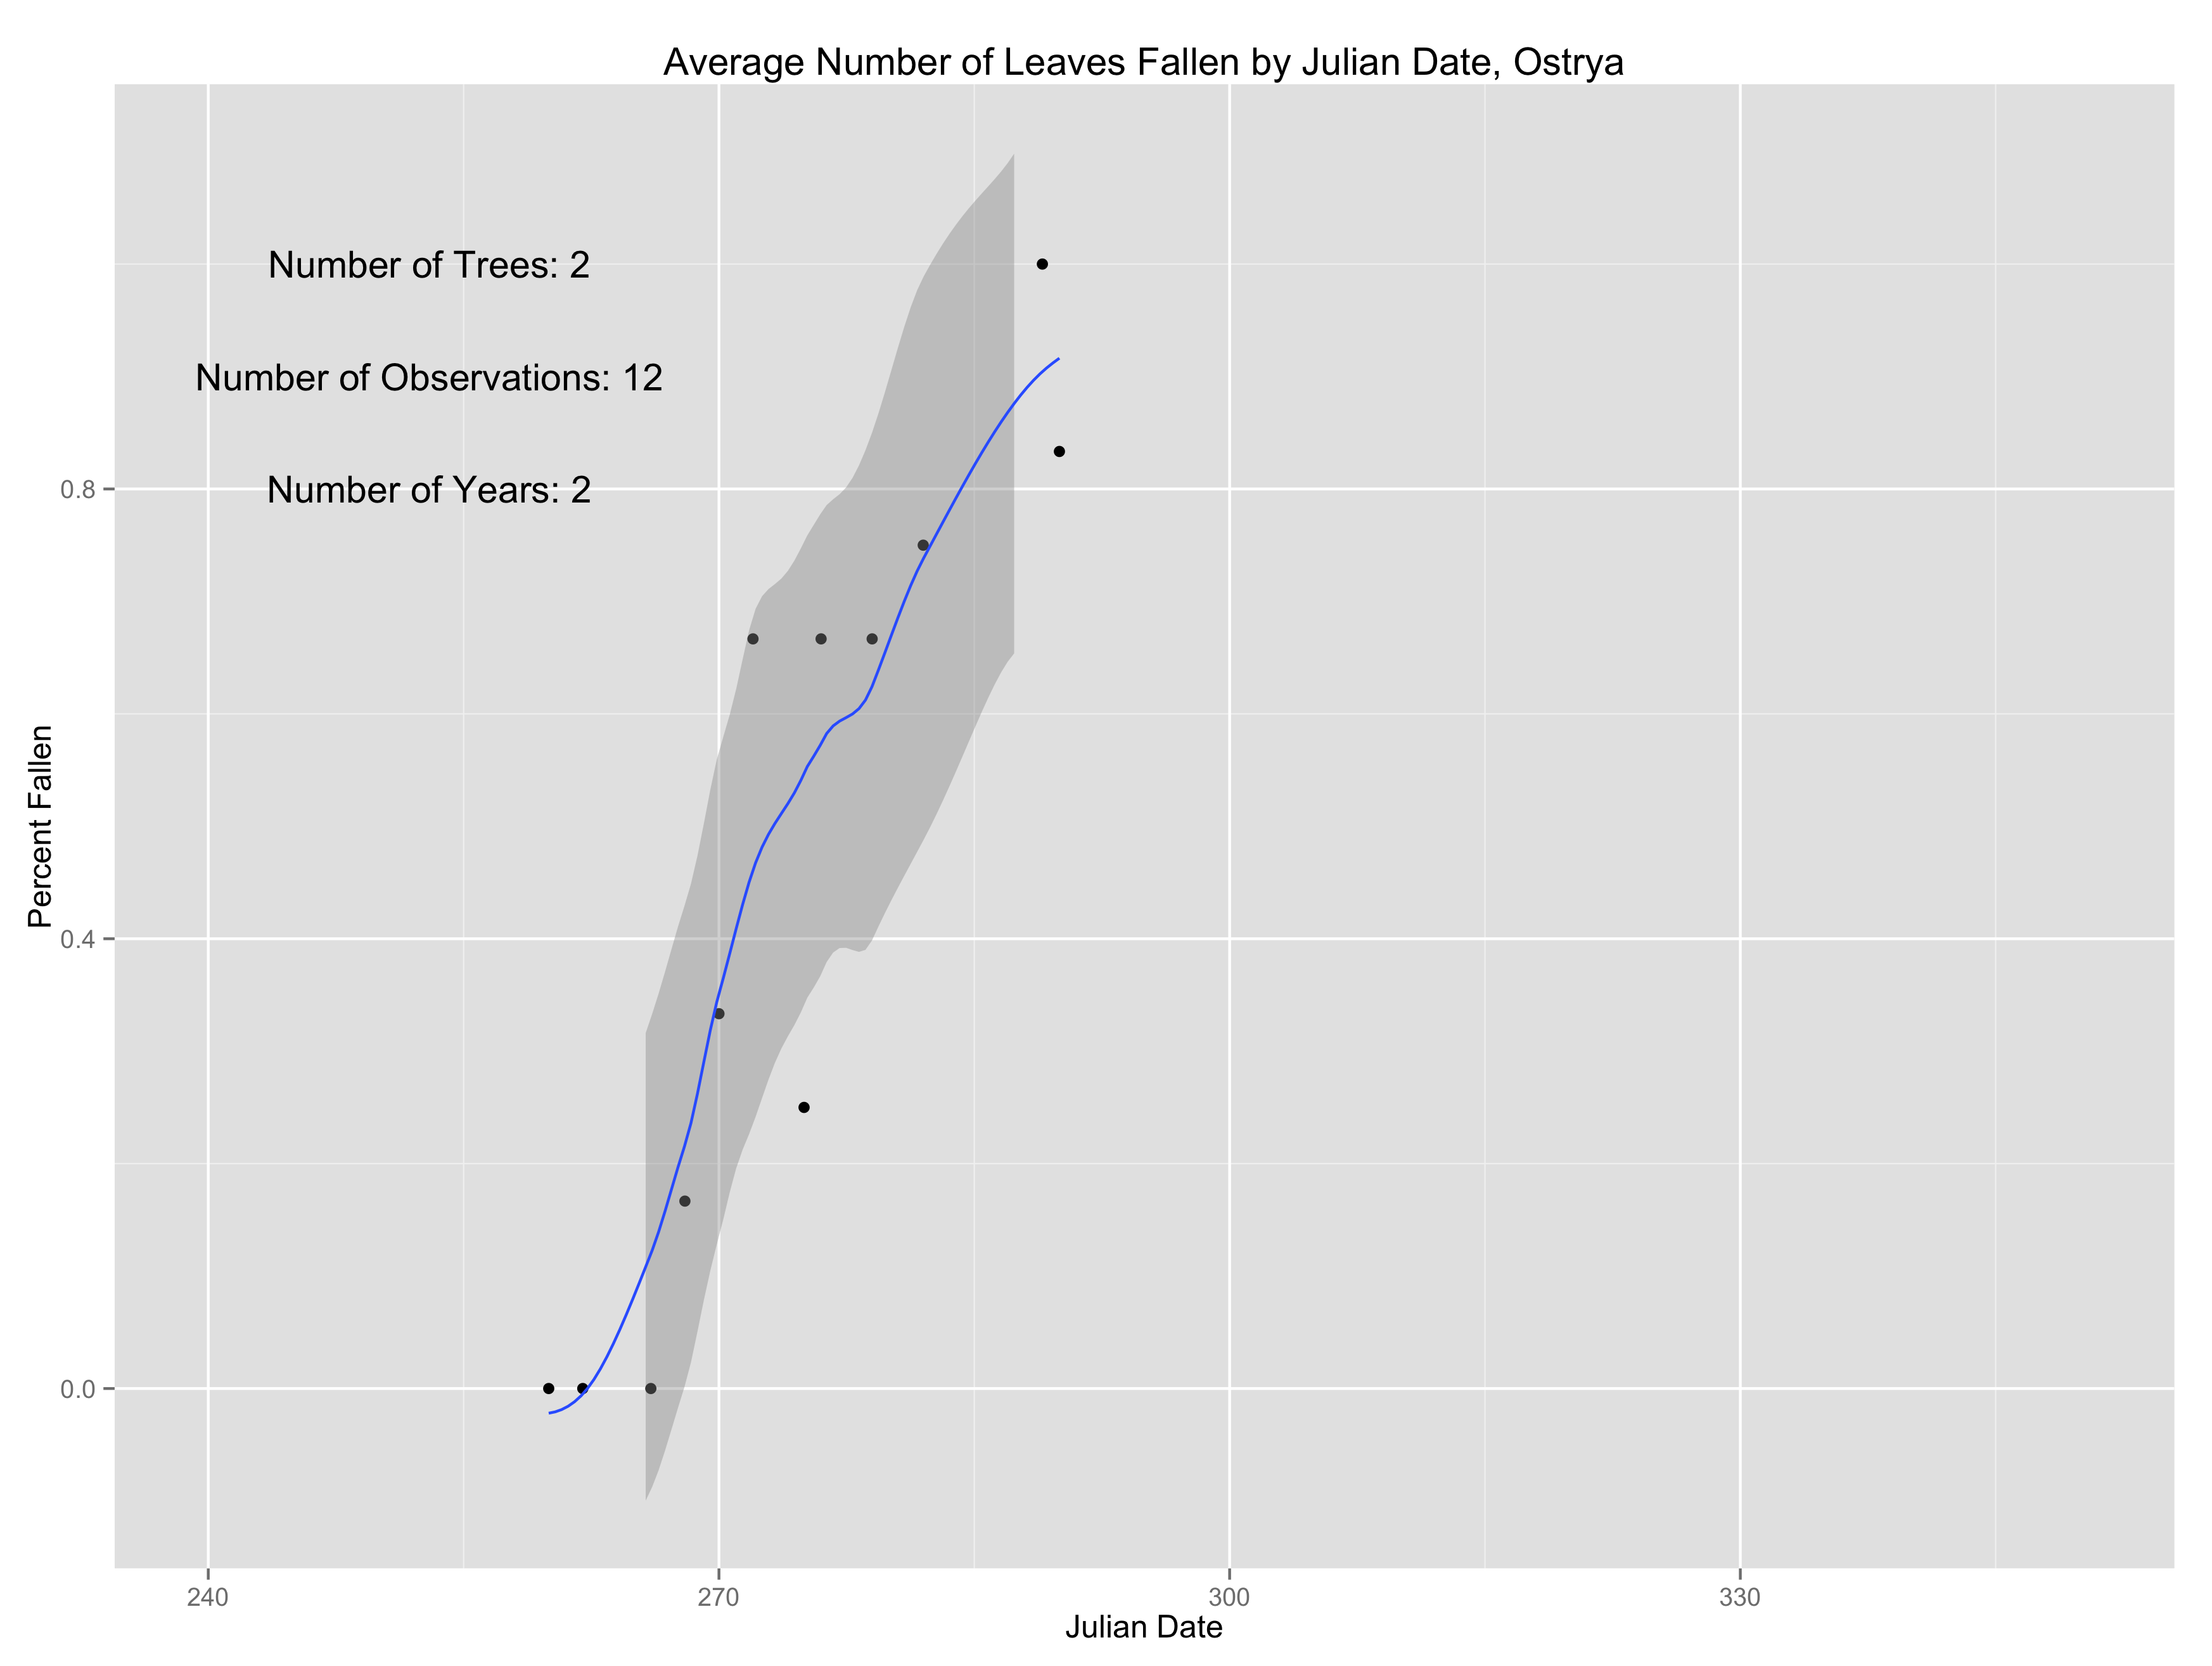 Average Number of Leaves Fallen by Julian Date, Ostrya
Number of Trees: 2
Number of Observations: 12
Number of Years: 2
Percent Fallen
0.8
0.4
0.0
240
270
300
330
Julian Date